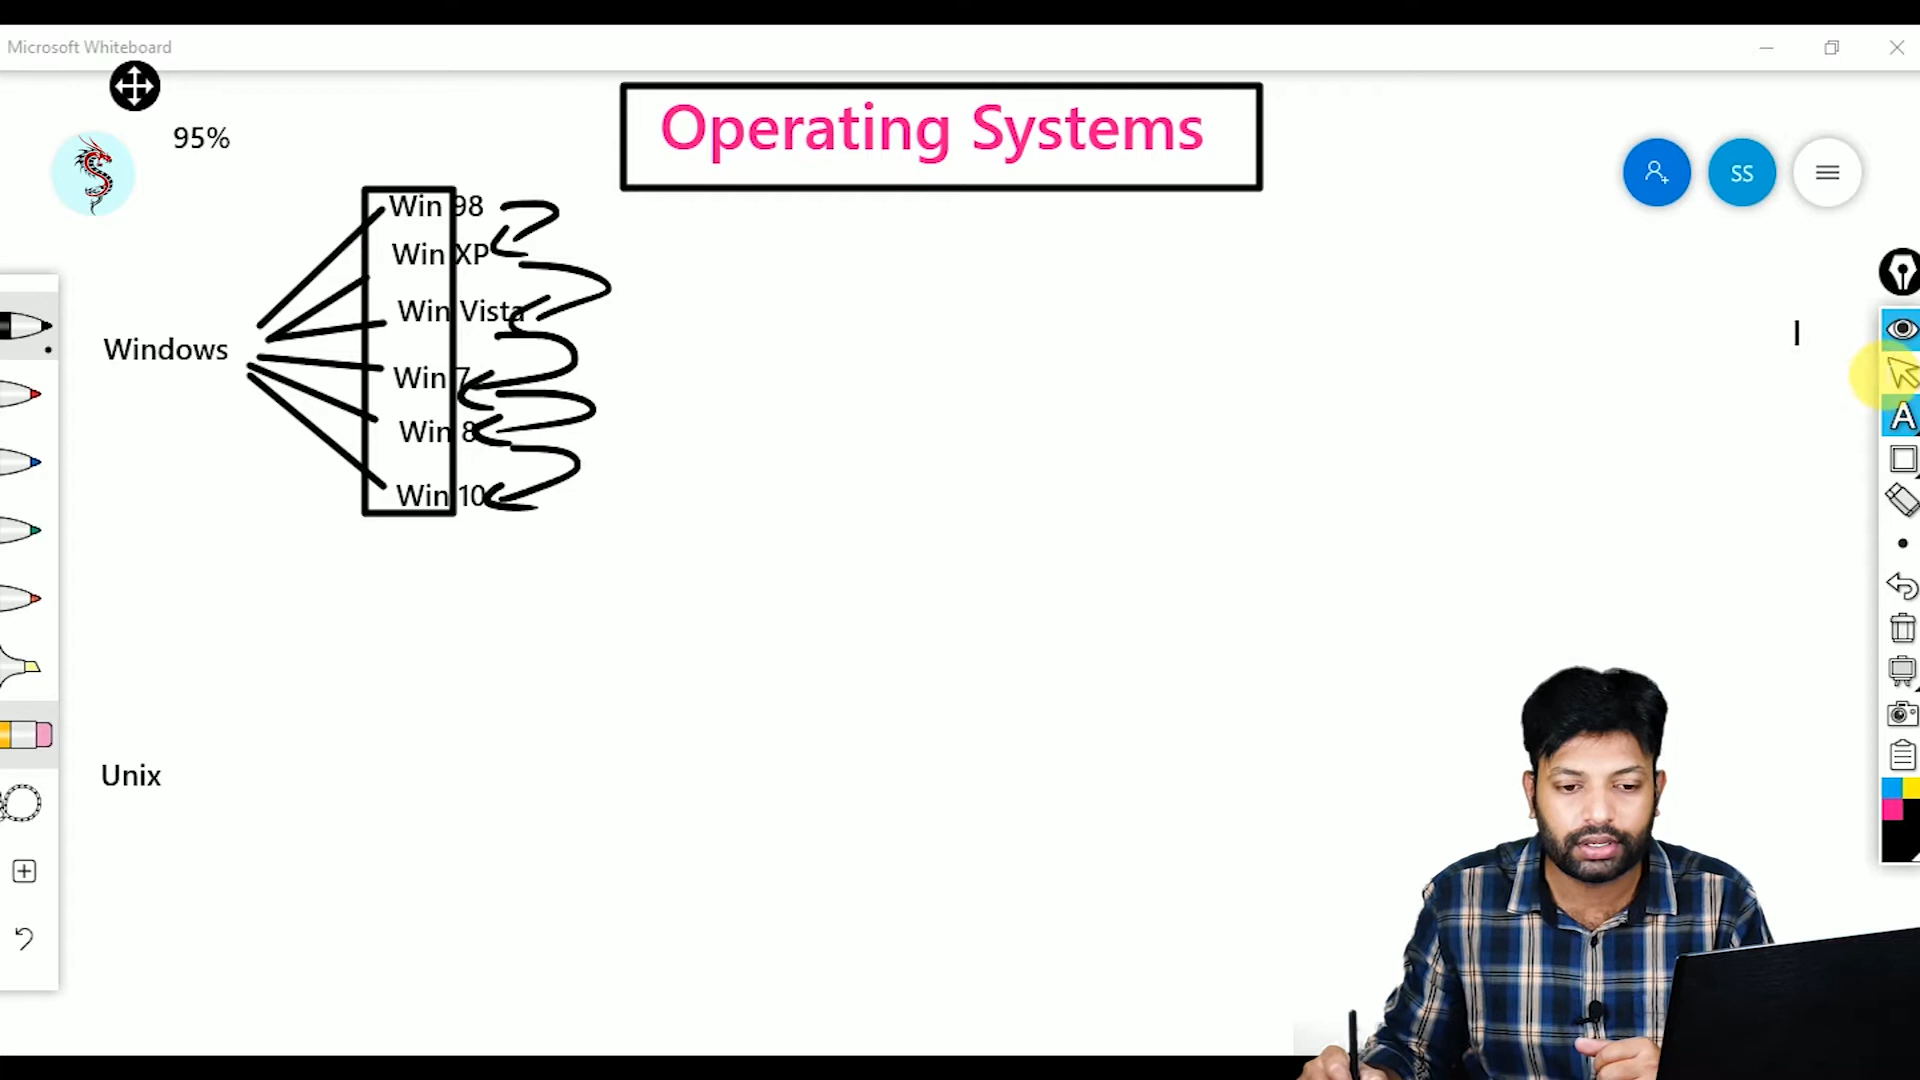 Microsoft Whiteboard
Operating Systems
95%
SS
Win 98
Win XP
Win Vista
Windows
Win 7
Win 8
Win 10
A
Unix